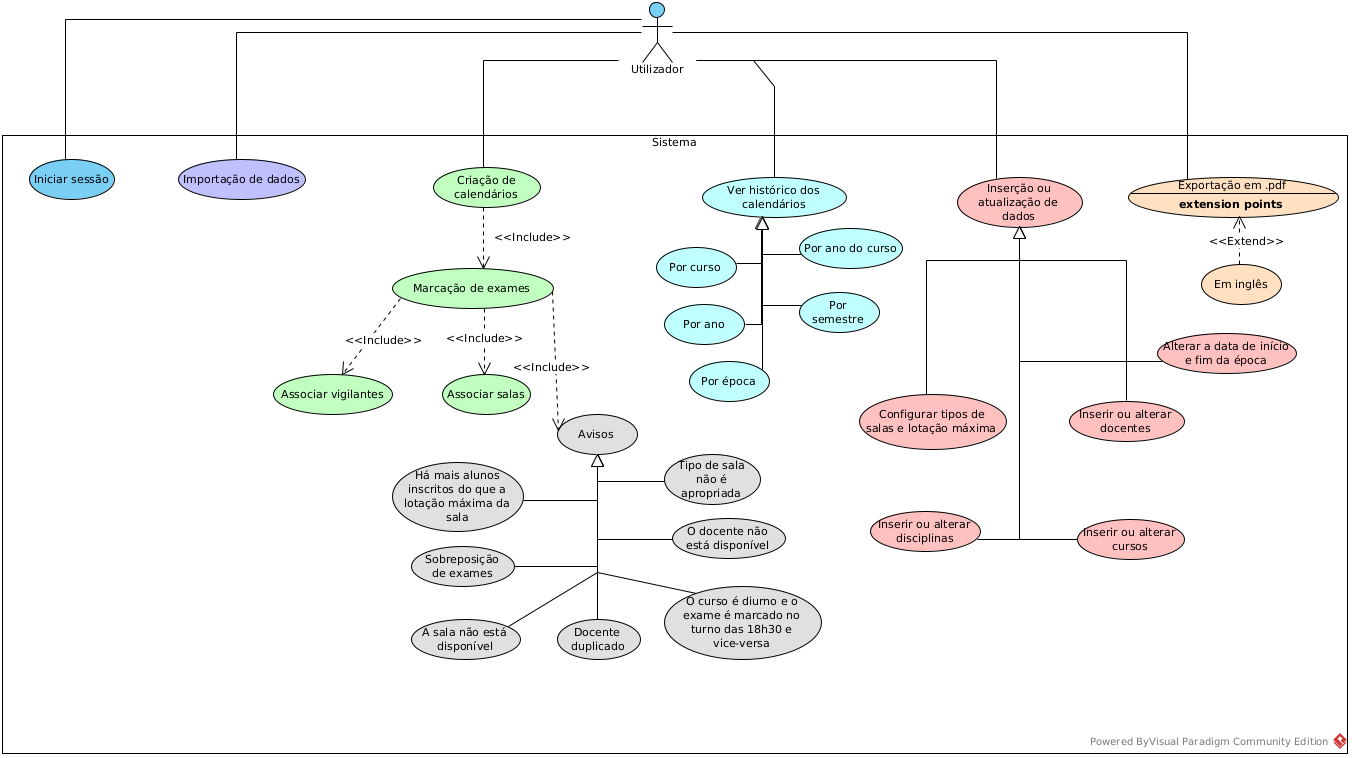 Utilizador
Sistema
Iniciar sessão
Importação de dados
Criação de
calendários
Ver histórico dos
calendários
Inserção ou
atualização de
dados
Exportação em .pdf
extension points
<<Include>>
<<Extend>>
Por curso
Por ano do curso
Marcação de exames
Em inglês
Por ano
Por
semestre
<<Include>>
<<Include>>
<<Include>>
Alterar a data de início
e fim da época
Por época
Associar vigilantes
Associar salas
Configurar tipos de
salas e lotação máxima
Inserir ou alterar
docentes
Avisos
Há mais alunos
inscritos do que a
lotação máxima da
sala
Tipo de sala
não é
apropriada
O docente não
está disponível
Inserir ou alterar
disciplinas
Inserir ou alterar
cursos
Sobreposição
de exames
O curso é diurno e o
exame é marcado no
turno das 18h30 e
vice-versa
A sala não está
disponível
Docente
duplicado
Powered ByVisual Paradigm Community Edition